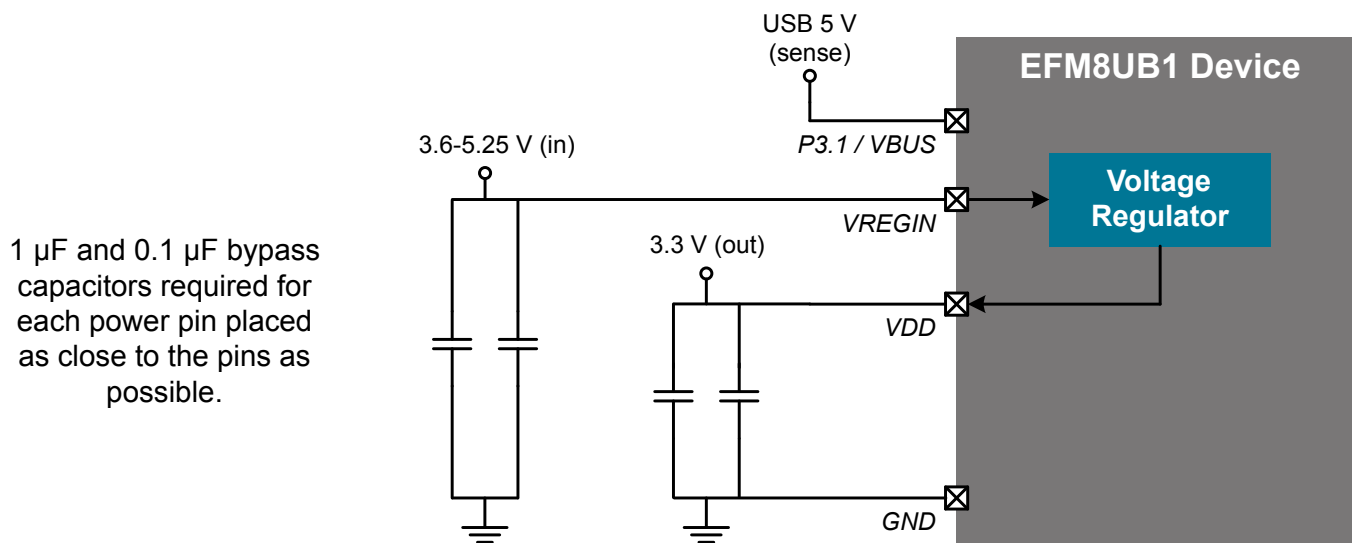 USB 5 V
(sense)
EFM8UB1 Device
P3.1 / VBUS
3.6-5.25 V (in)
Voltage
Regulator
VREGIN
1 µF and 0.1 µF bypass
capacitors required for
each power pin placed
as close to the pins as
possible.
3.3 V (out)
VDD
GND